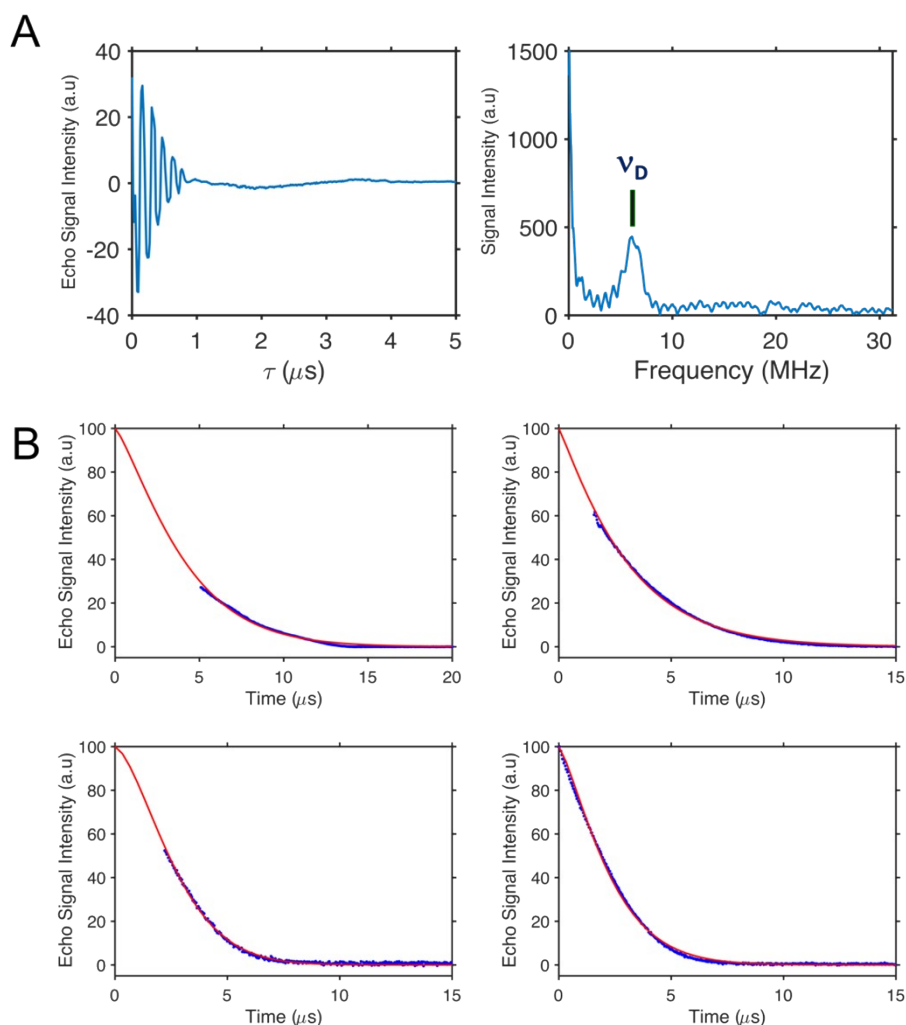 A
Echo Signal Intensity (a.u)
40
20
0
-20
-40
0 1 2 3 4 5
τ (μs)
Signal Intensity (a.u)
1500
1000
500
0
νD
0 10 20 30
Frequency (MHz)
B
Echo Signal Intensity (a.u)
100
80
60
40
20
0
0 5 10 15 20
Time (μs)
Echo Signal Intensity (a.u)
100
80
60
40
20
0
0 5 10 15
Time (μs)
Echo Signal Intensity (a.u)
100
80
60
40
20
0
0 5 10 15
Time (μs)
Echo Signal Intensity (a.u)
100
80
60
40
20
0
0 5 10 15
Time (μs)